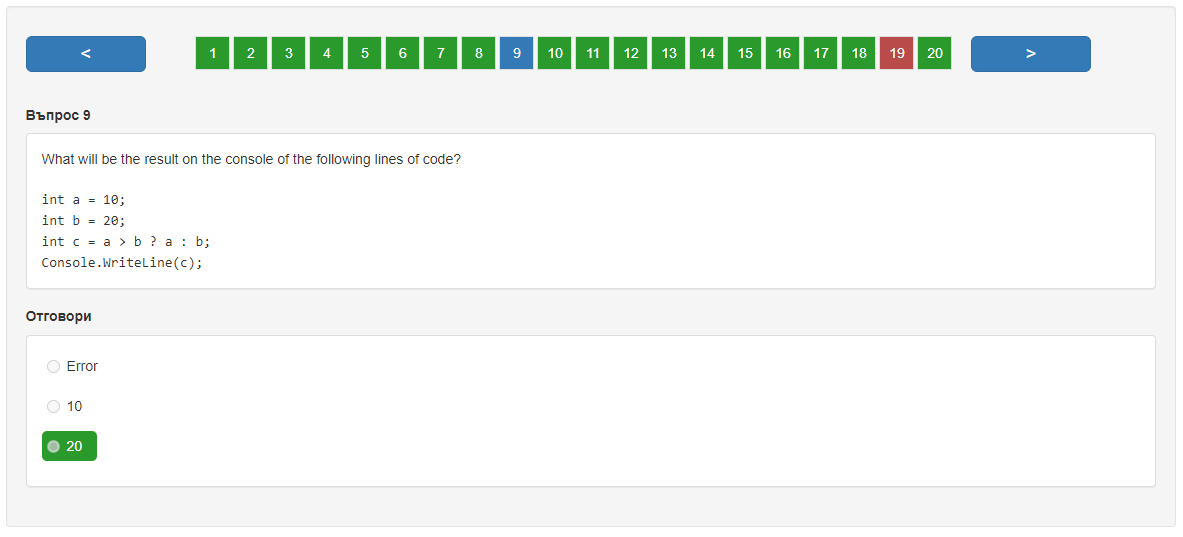 < 1 2 3 4 5 6 7 8 9 10 11 12 13 14 15 16 17 18 19 20 >
Въпрос 9
What will be the result on the console of the following lines of code?
int a = 10;
int b = 20;
int c = a > b ? a : b;
Console.WriteLine(c);
Отговори
Error
10
20